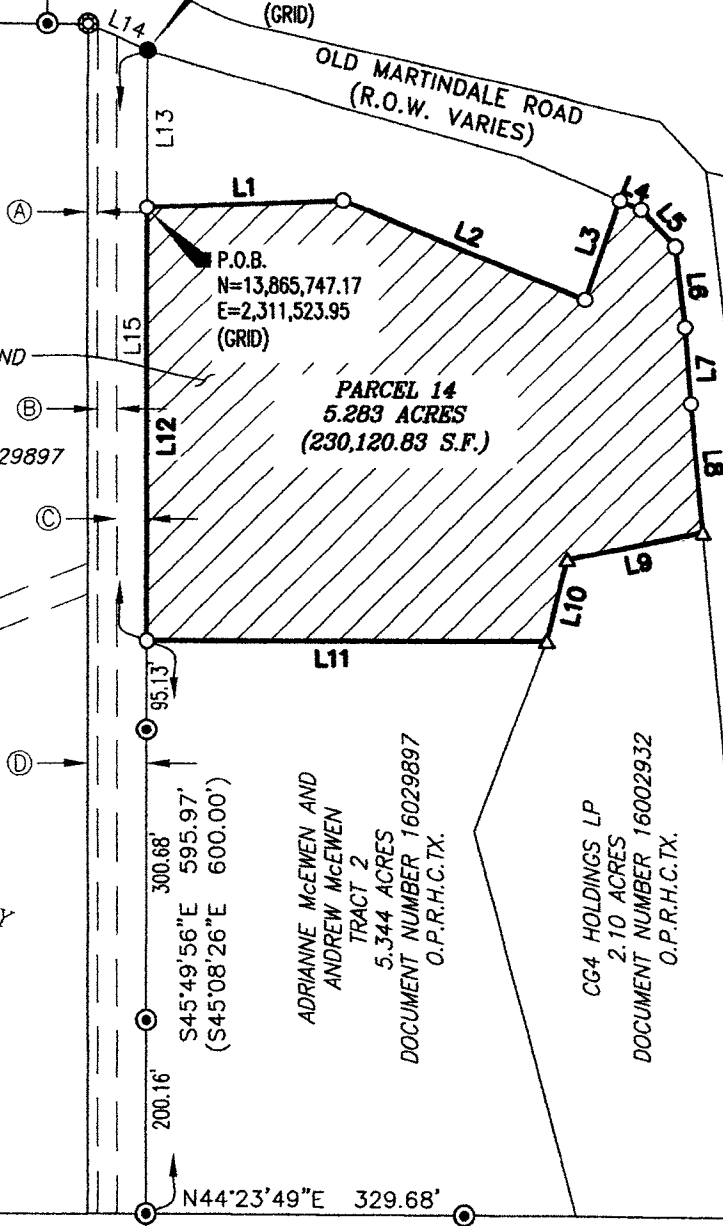 (GRID)
L14
OLD MARTINDALE ROAD
(R.O.W. VARIES)
L13
L1
L4
L5
A
L2
L3
P.O.B.
N=13,865,747.17
E=2,311,523.95
(GRID)
L6
L15
ND
L7
PARCEL 14
5.283 ACRES
(230,120.83 S.F.)
B
L12
29897
L8
C
L9
L10
L11
95.13'
D
300.68'
S45°49'56"E 595.97'
(S45°08'26"E 600.00')
ADRIANNE McEWEN AND
ANDREW McEWEN
TRACT 2
5.344 ACRES
DOCUMENT NUMBER 16029897
O.P.R.H.C.TX.
CG4 HOLDINGS LP
2.10 ACRES
DOCUMENT NUMBER 16002932
O.P.R.H.C.TX.
Y
200.16'
N44°23'49"E 329.68'